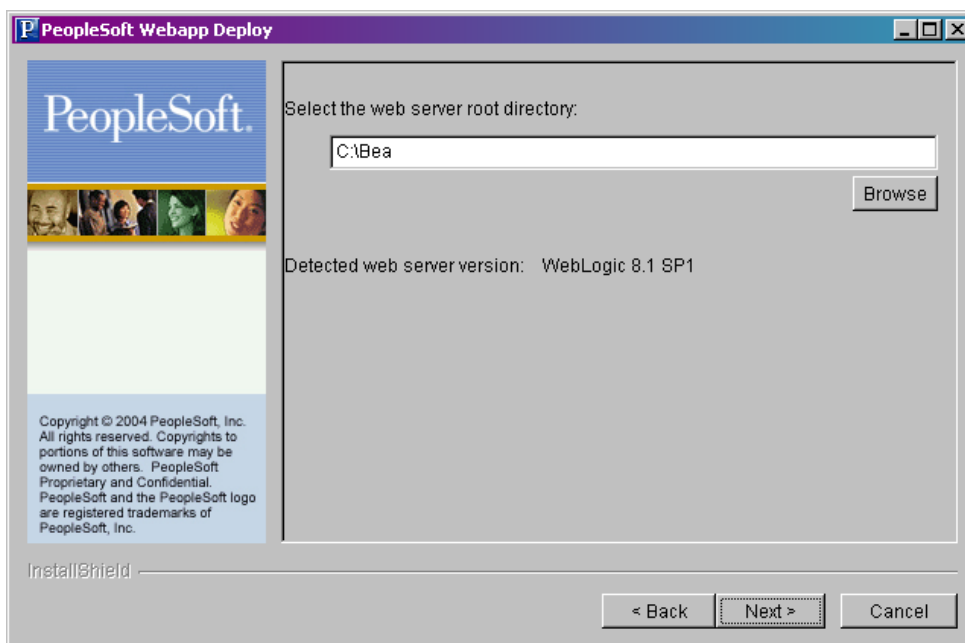 PeopleSoft Webapp Deploy
PeopleSoft.
Select the web server root directory:
C:\Bea
Browse
Detected web server version: WebLogic 8.1 SP1
Copyright © 2004 PeopleSoft, Inc.
All rights reserved. Copyrights to
portions of this software may be
owned by others. PeopleSoft
Proprietary and Confidential.
PeopleSoft and the PeopleSoft logo
are registered trademarks of
PeopleSoft, Inc.
InstallShield
< Back
Next >
Cancel